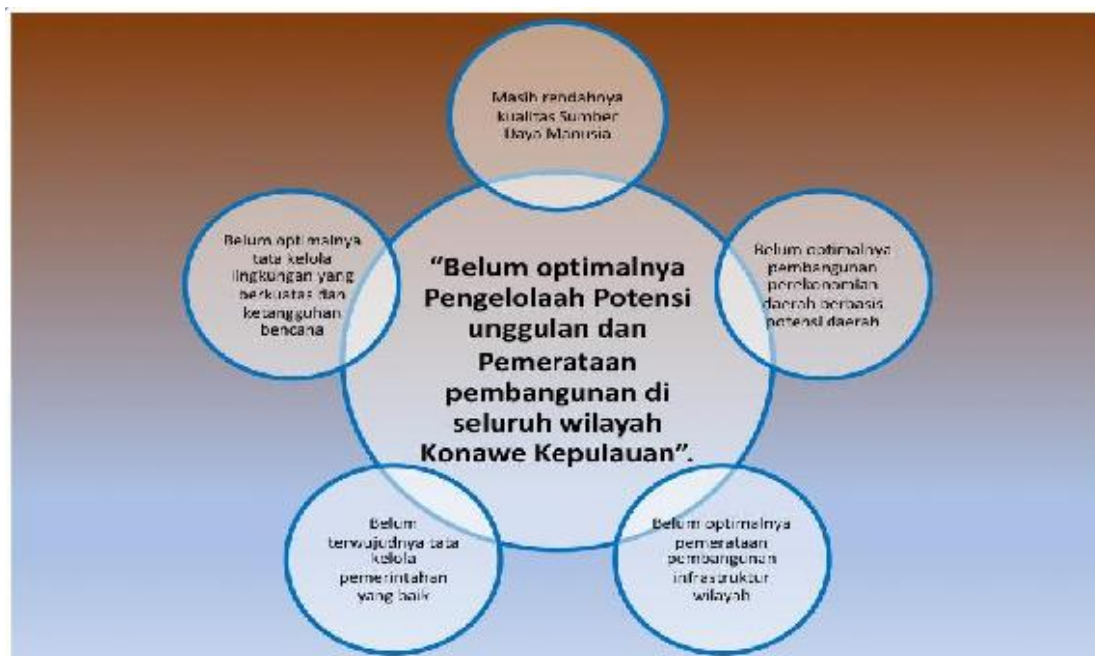 Masih rendahnya
kualitas Sumber
Daya Manusia
Belum optimalnya
tata kelola
lingkungan yang
berkuatas dan
ketangguhan
bencana
"Belum optimalnya
Pengelolaah Potensi
unggulan dan
Pemerataan
pembangunan di
seluruh wilayah
Konawe Kepulauan".
Belum optimalnya
pembangunan
perekonomian
daerah berbasis
potensi daerah
Belum
terwujudnya tata
kelola
pemerintahan
yang baik
Belum optimalnya
pemerataan
pembangunan
infrastruktur
wilayah